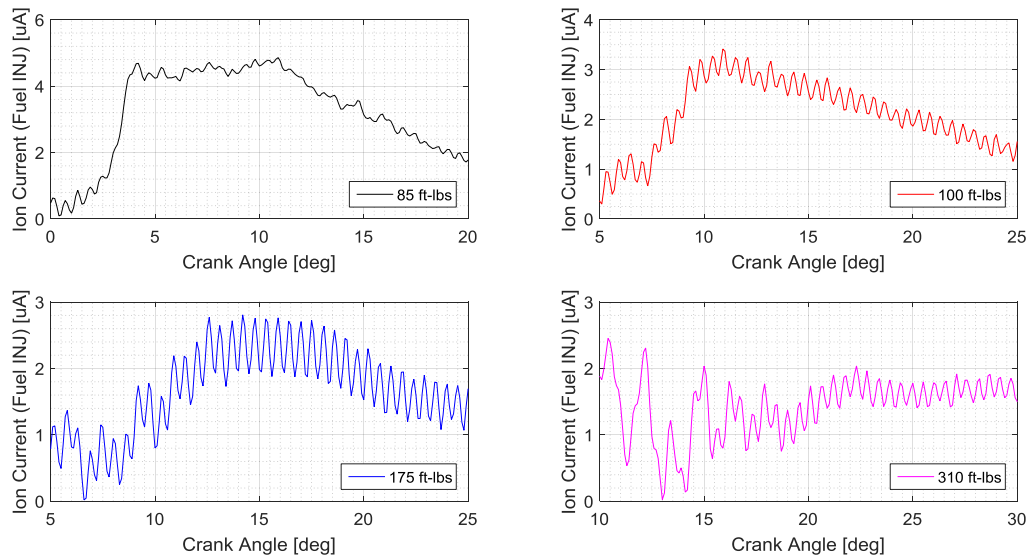 Ion Current (Fuel INJ) [uA]
6
4
2
0
85 ft-lbs
0 5 10 15 20
Crank Angle [deg]
Ion Current (Fuel INJ) [uA]
4
3
2
1
0
100 ft-lbs
5 10 15 20 25
Crank Angle [deg]
Ion Current (Fuel INJ) [uA]
3
2
1
0
175 ft-lbs
5 10 15 20 25
Crank Angle [deg]
Ion Current (Fuel INJ) [uA]
3
2
1
0
310 ft-lbs
10 15 20 25 30
Crank Angle [deg]